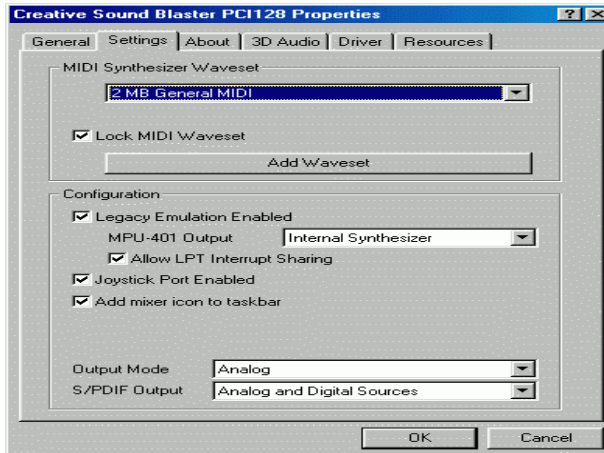 Creative Sound Blaster PCI128 Properties
General Settings About 3D Audio Driver Resources
MIDI Synthesizer Waveset
2 MB General MIDI
Lock MIDI Waveset
Add Waveset
Configuration
Legacy Emulation Enabled
MPU-401 Output Internal Synthesizer
Allow LPT Interrupt Sharing
Joystick Port Enabled
Add mixer icon to taskbar
Output Mode Analog
S/PDIF Output Analog and Digital Sources
OK Cancel